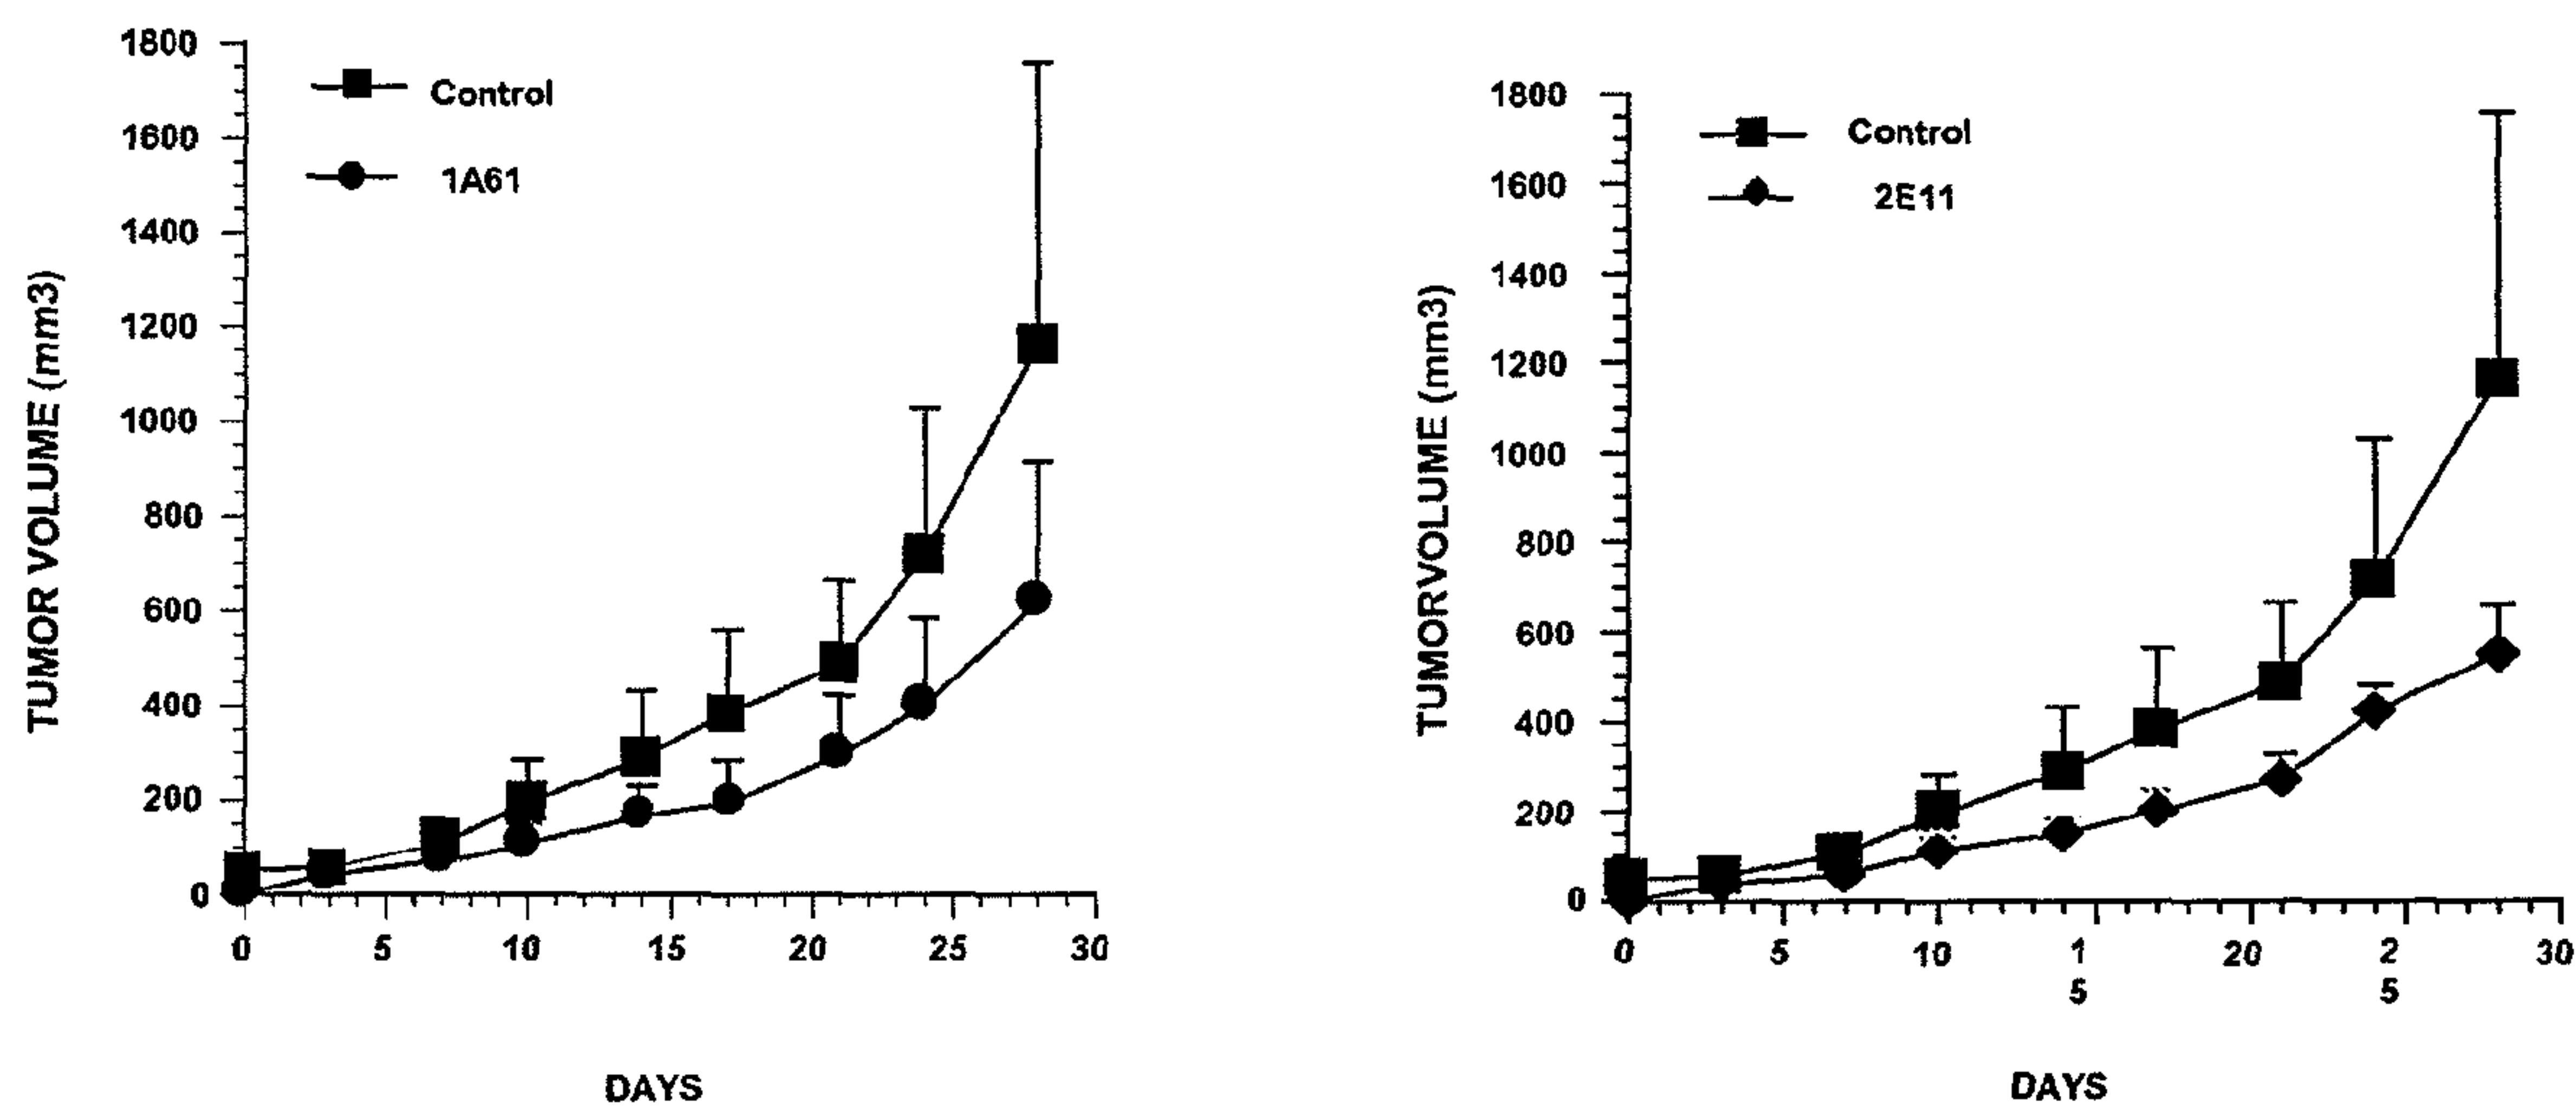 1800
Control
1600
1A61
1400
1200
1000
800
600
400
200
0
0 5 10 15 20 25 30
TUMOR VOLUME (mm3)
DAYS
1800
Control
1600
2E11
1400
1200
1000
800
600
400
200
0
0 5 10 1 20 2 30
5 5
TUMORVOLUME (mm3)
DAYS